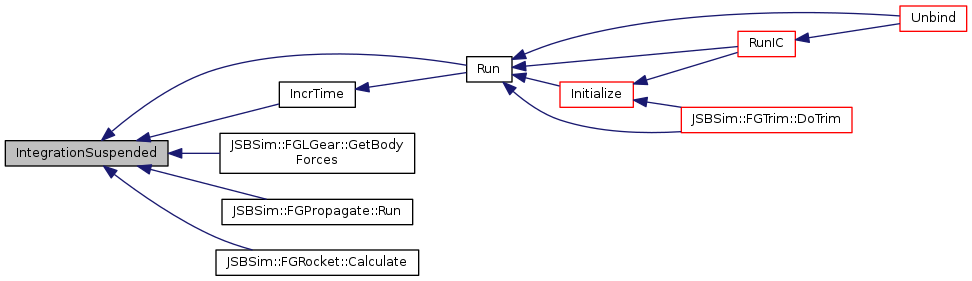 Unbind
RunIC
Run
Initialize
IncrTime
JSBSim::FGTrim::DoTrim
IntegrationSuspended
JSBSim::FGLGear::GetBody
Forces
JSBSim::FGPropagate::Run
JSBSim::FGRocket::Calculate